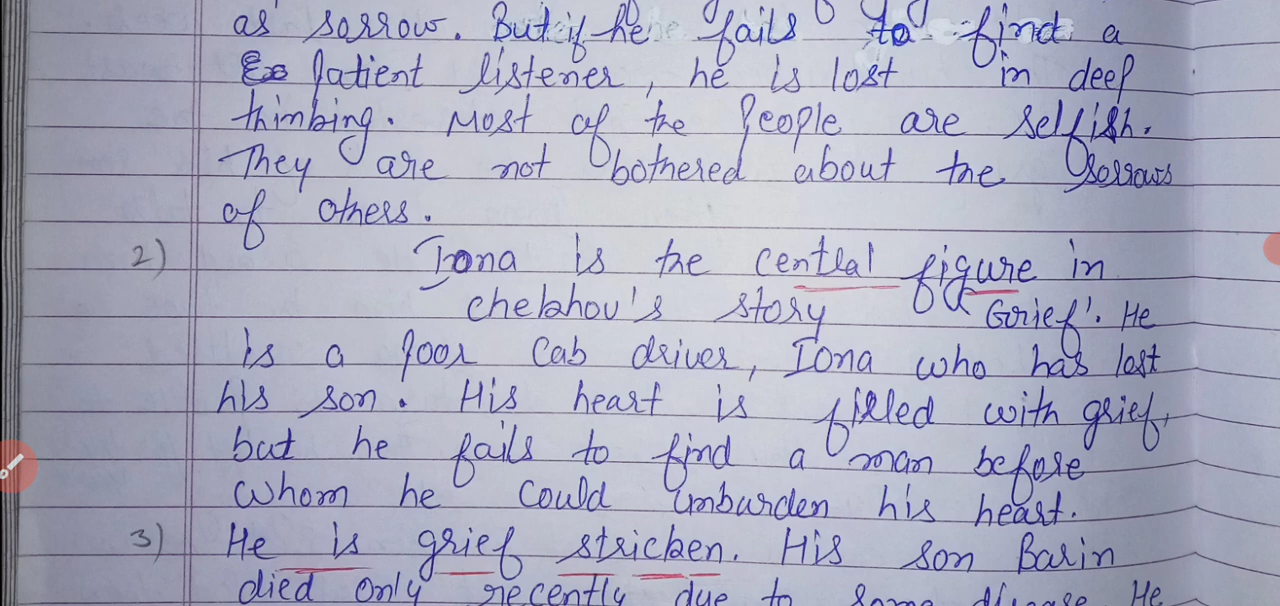 as sorrow. But if he fails to find a
patient listener, he is lost in deep
thinking. Most of the people are selfish.
They are not bothered about the sorrows
of others.
2) Iona is the central figure in
Chekhov's story Grief'. He
is a poor cab driver, Iona who has lost
his son. His heart is filled with grief,
but he fails to find a man before
whom he could unburden his heart.
3) He is grief stricken. His son Barin
died only recently due to some disease He